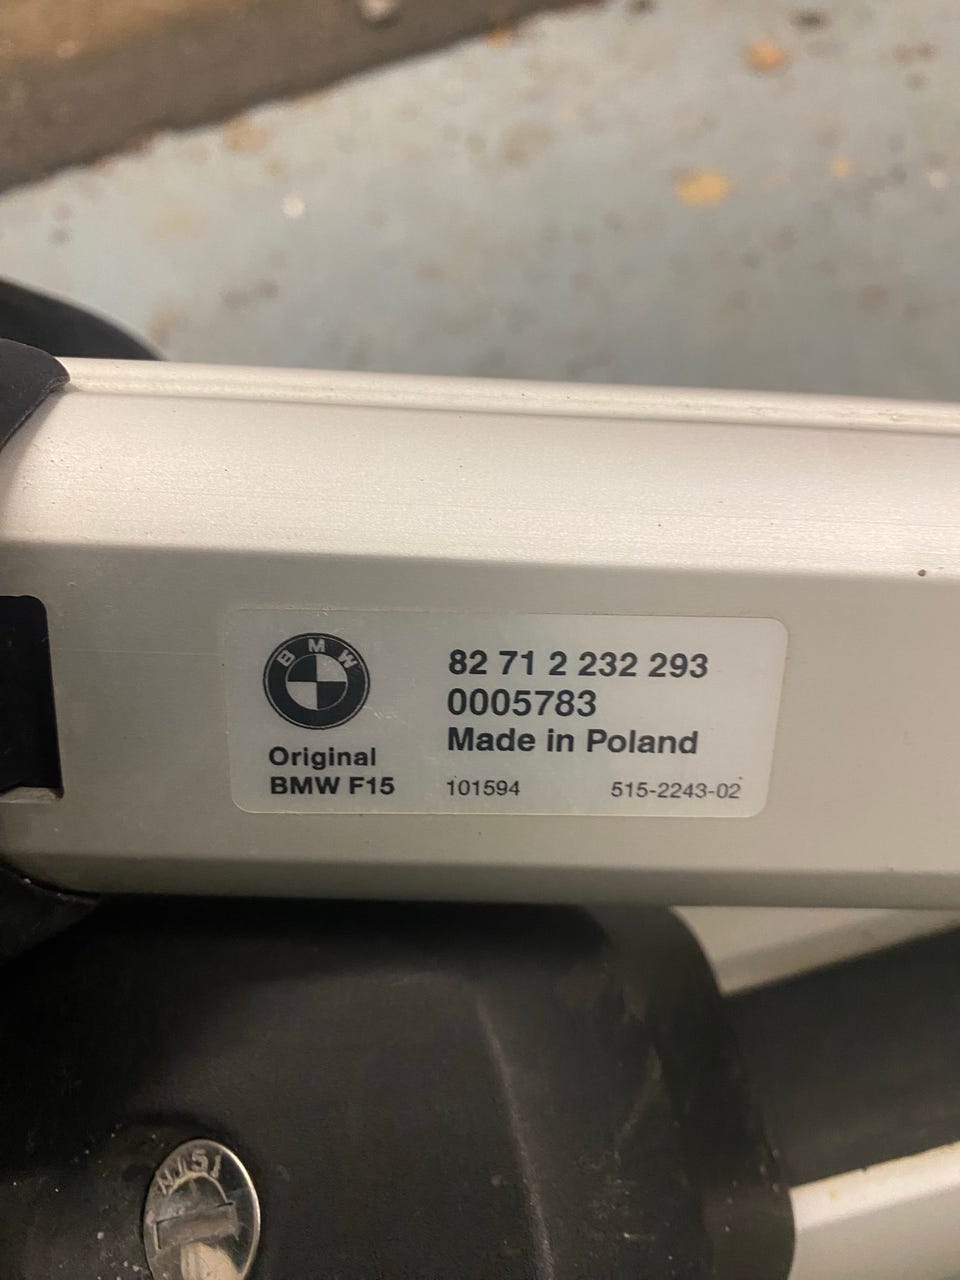 BMW
82 71 2 232 293
0005783
Made in Poland
Original
BMW F15
101594
515-2243-02